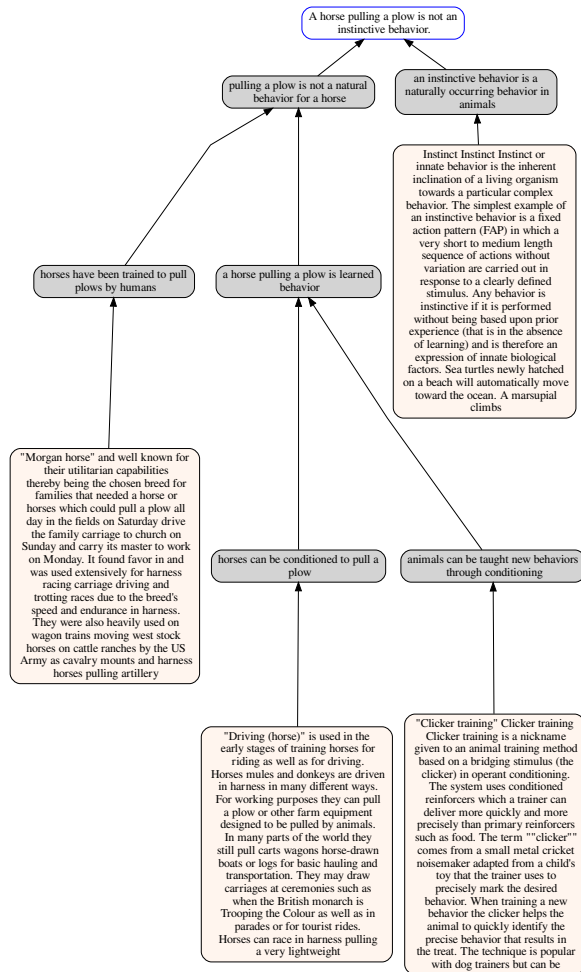 A horse pulling a plow is not an
instinctive behavior.
pulling a plow is not a natural
behavior for a horse
an instinctive behavior is a
naturally occurring behavior in
animals
Instinct Instinct Instinct or
innate behavior is the inherent
inclination of a living organism
towards a particular complex
behavior. The simplest example of
an instinctive behavior is a fixed
action pattern (FAP) in which a
very short to medium length
sequence of actions without
variation are carried out in
response to a clearly defined
stimulus. Any behavior is
instinctive if it is performed
without being based upon prior
experience (that is in the absence
of learning) and is therefore an
expression of innate biological
factors. Sea turtles newly hatched
on a beach will automatically move
toward the ocean. A marsupial
climbs
horses have been trained to pull
plows by humans
a horse pulling a plow is learned
behavior
"Morgan horse" and well known for
their utilitarian capabilities
thereby being the chosen breed for
families that needed a horse or
horses which could pull a plow all
day in the fields on Saturday drive
the family carriage to church on
Sunday and carry its master to work
on Monday. It found favor in and
was used extensively for harness
racing carriage driving and
trotting races due to the breed's
speed and endurance in harness.
They were also heavily used on
wagon trains moving west stock
horses on cattle ranches by the US
Army as cavalry mounts and harness
horses pulling artillery
horses can be conditioned to pull a
plow
animals can be taught new behaviors
through conditioning
"Driving (horse)" is used in the
early stages of training horses for
riding as well as for driving.
Horses mules and donkeys are driven
in harness in many different ways.
For working purposes they can pull
a plow or other farm equipment
designed to be pulled by animals.
In many parts of the world they
still pull carts wagons horse-drawn
boats or logs for basic hauling and
transportation. They may draw
carriages at ceremonies such as
when the British monarch is
Trooping the Colour as well as in
parades or for tourist rides.
Horses can race in harness pulling
a very lightweight
"Clicker training" Clicker training
Clicker training is a nickname
given to an animal training method
based on a bridging stimulus (the
clicker) in operant conditioning.
The system uses conditioned
reinforcers which a trainer can
deliver more quickly and more
precisely than primary reinforcers
such as food. The term ""clicker""
comes from a small metal cricket
noisemaker adapted from a child's
toy that the trainer uses to
precisely mark the desired
behavior. When training a new
behavior the clicker helps the
animal to quickly identify the
precise behavior that results in
the treat. The technique is popular
with dog trainers but can be